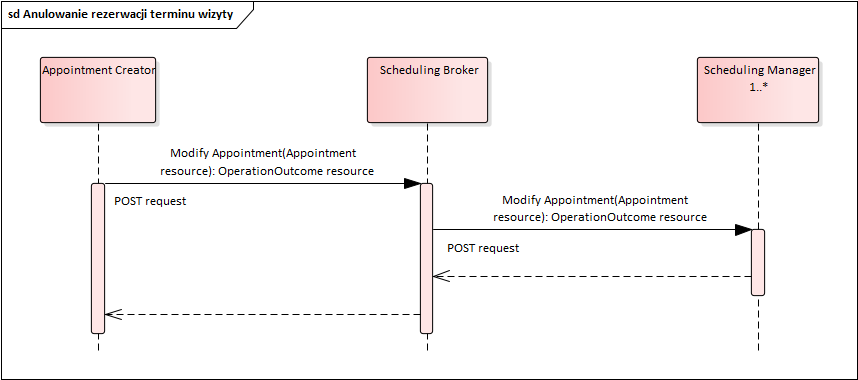 sd Anulowanie rezerwacji terminu wizyty
Appointment Creator
Scheduling Broker
Scheduling Manager
1..*
Modify Appointment(Appointment
resource): OperationOutcome resource
POST request
Modify Appointment(Appointment
resource): OperationOutcome resource
POST request